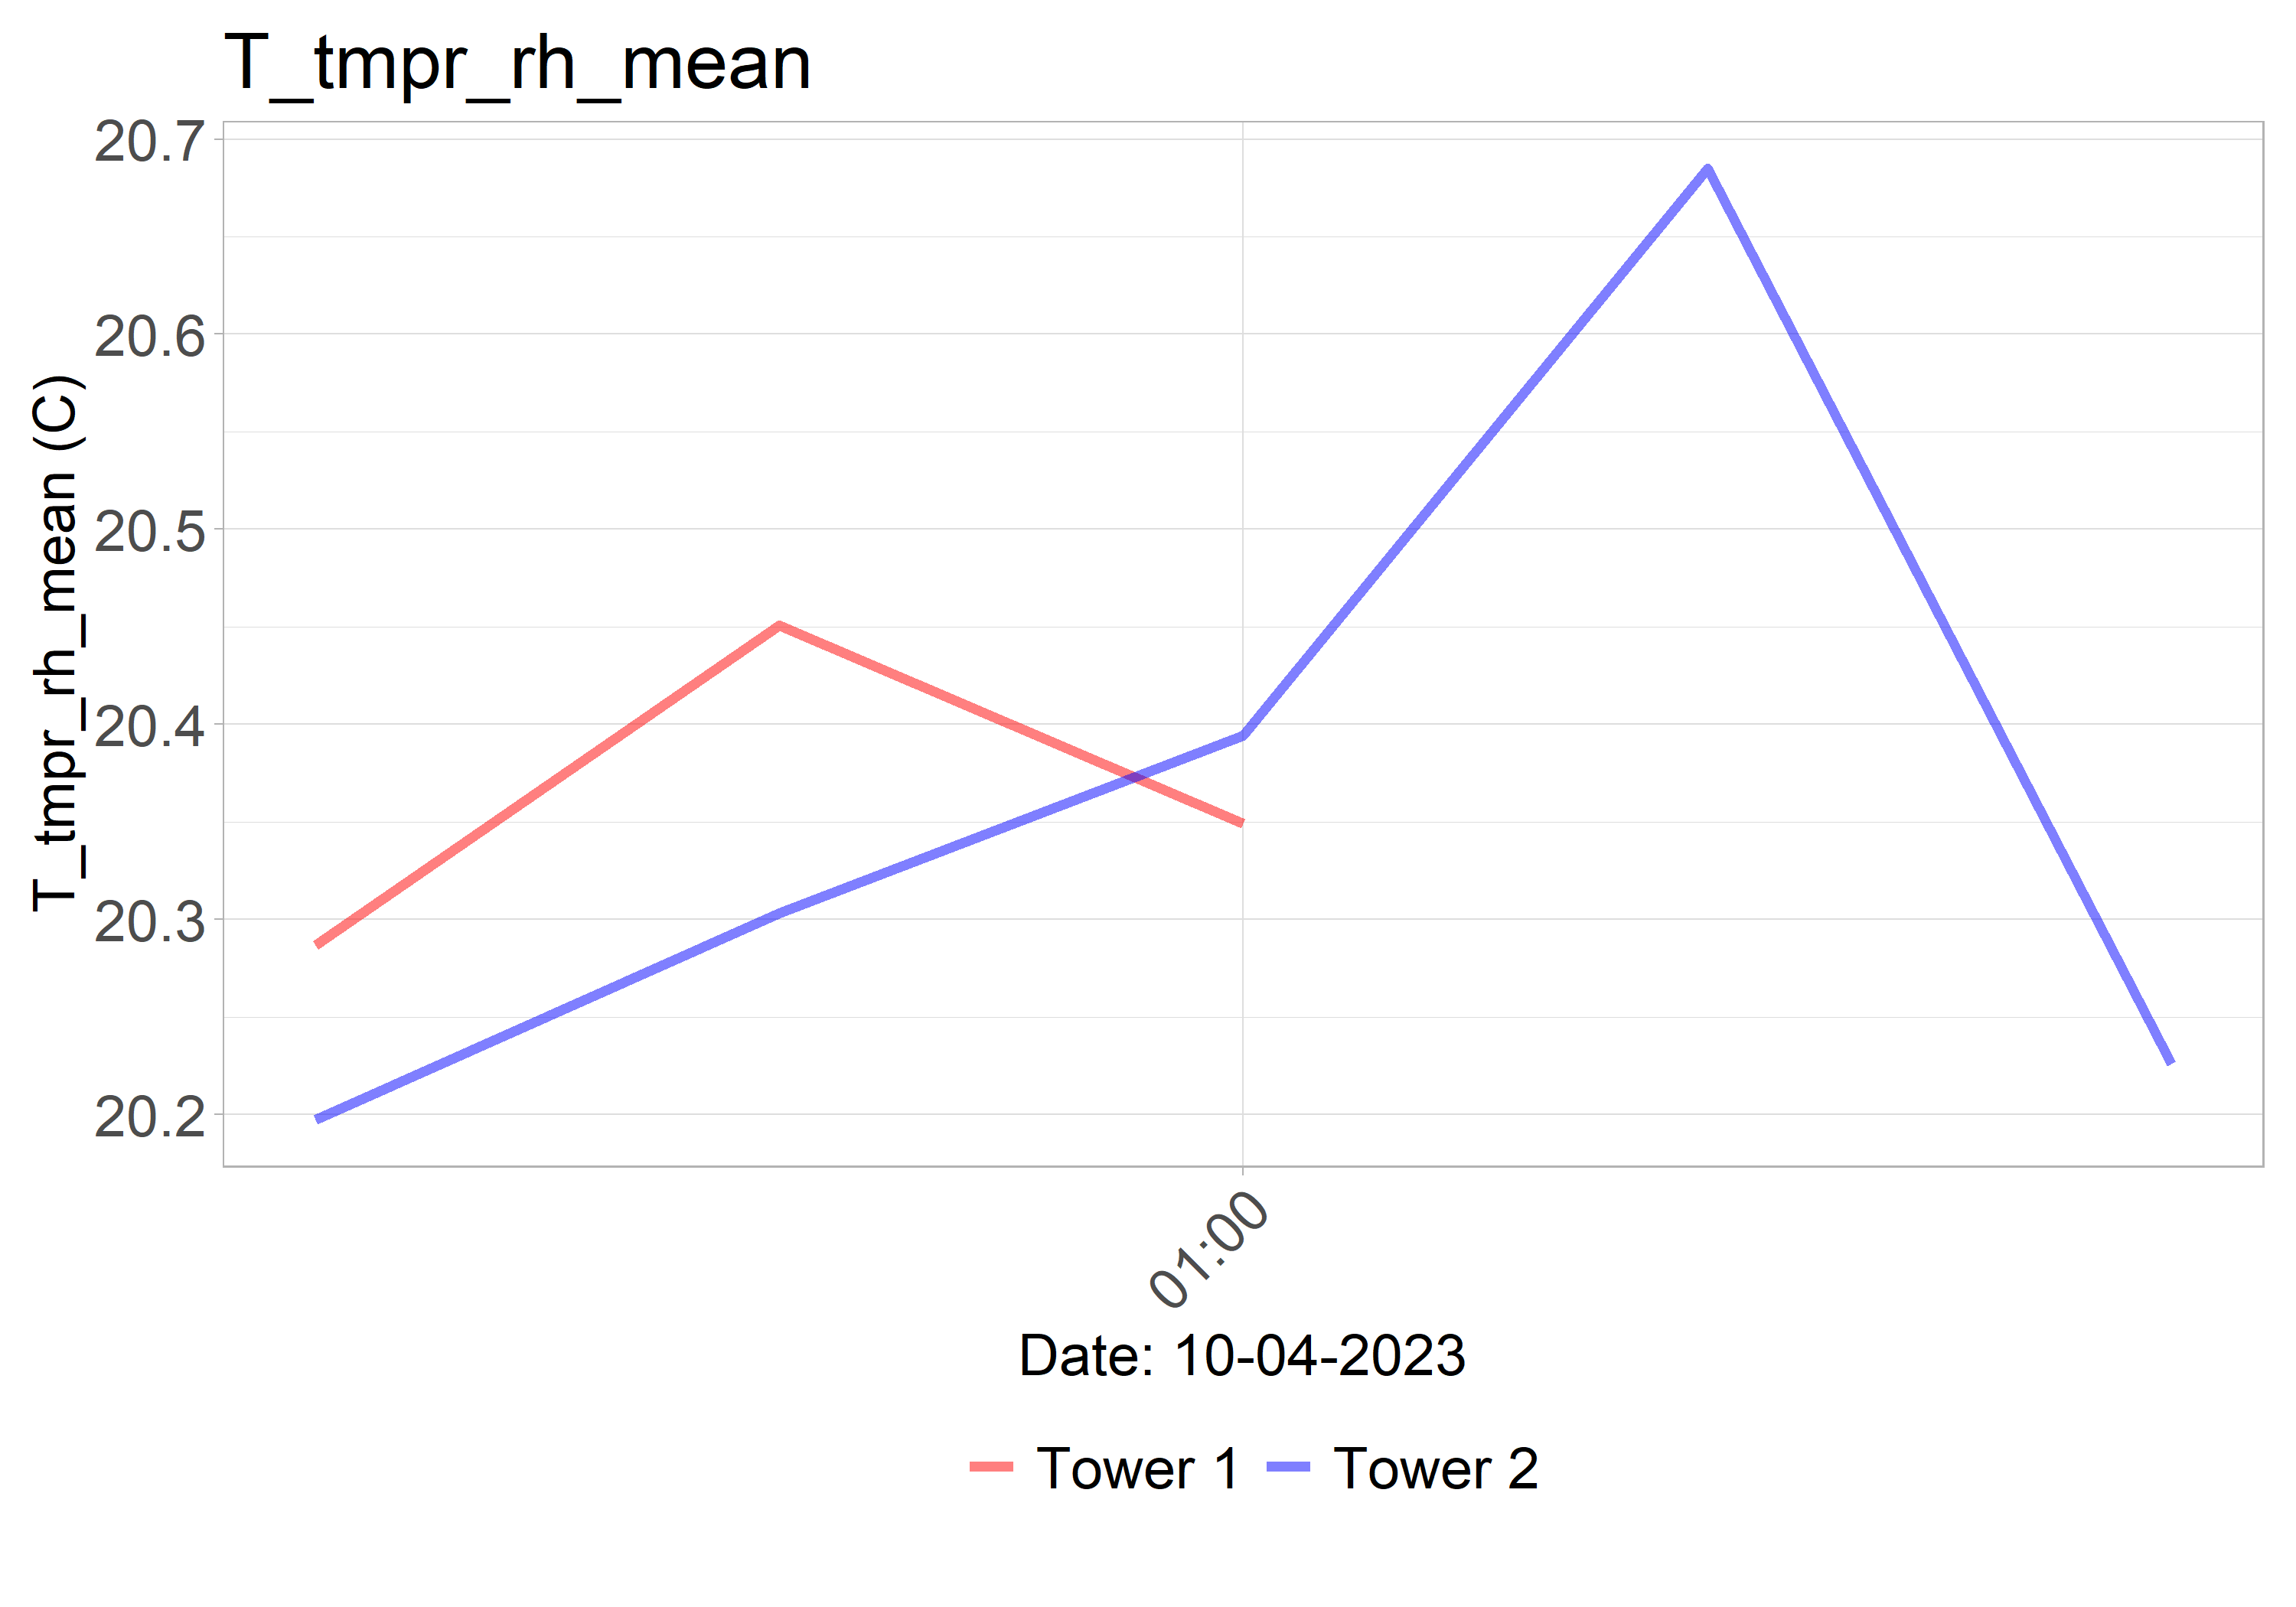 T_tmpr_rh_mean
T_tmpr_rh_mean (C)
20.7
20.6
20.5
20.4
20.3
20.2
01:00
Date: 10-04-2023
Tower 1 Tower 2